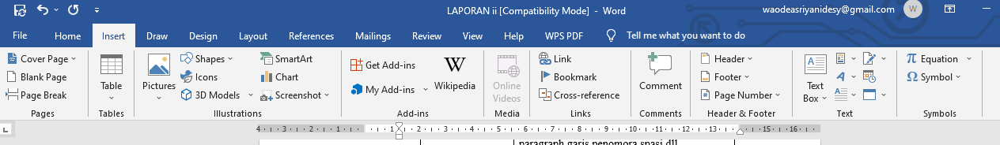 LAPORAN ii [Compatibility Mode] - Word
waodeasriyanidesy@gmail.com
W
File Home Insert Draw Design Layout References Mailings Review View Help WPS PDF Tell me what you want to do
Cover Page
Blank Page
Page Break
Pages
Table
Tables
Pictures
Shapes
Icons
3D Models
SmartArt
Chart
Screenshot
Illustrations
Get Add-ins
My Add-ins
W
Wikipedia
Add-ins
Online
Videos
Media
Link
Bookmark
Cross-reference
Links
Comment
Comments
Header
Footer
Page Number
Header & Footer
Text
Box
Text
Equation
Symbol
Symbols
4 3 2 1 1 2 3 4 5 6 7 8 9 10 11 12 13 15 16
paragraph garis penomora spasi dll